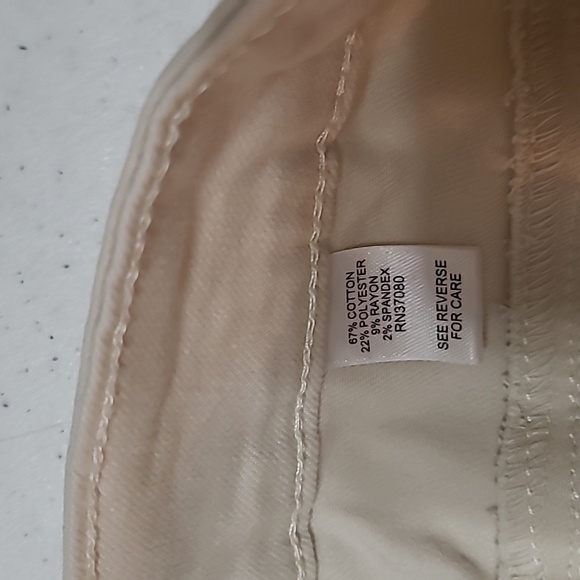 67% COTTON
22% POLYESTER
9% RAYON
2% SPANDEX
RN37080
SEE REVERSE
FOR CARE